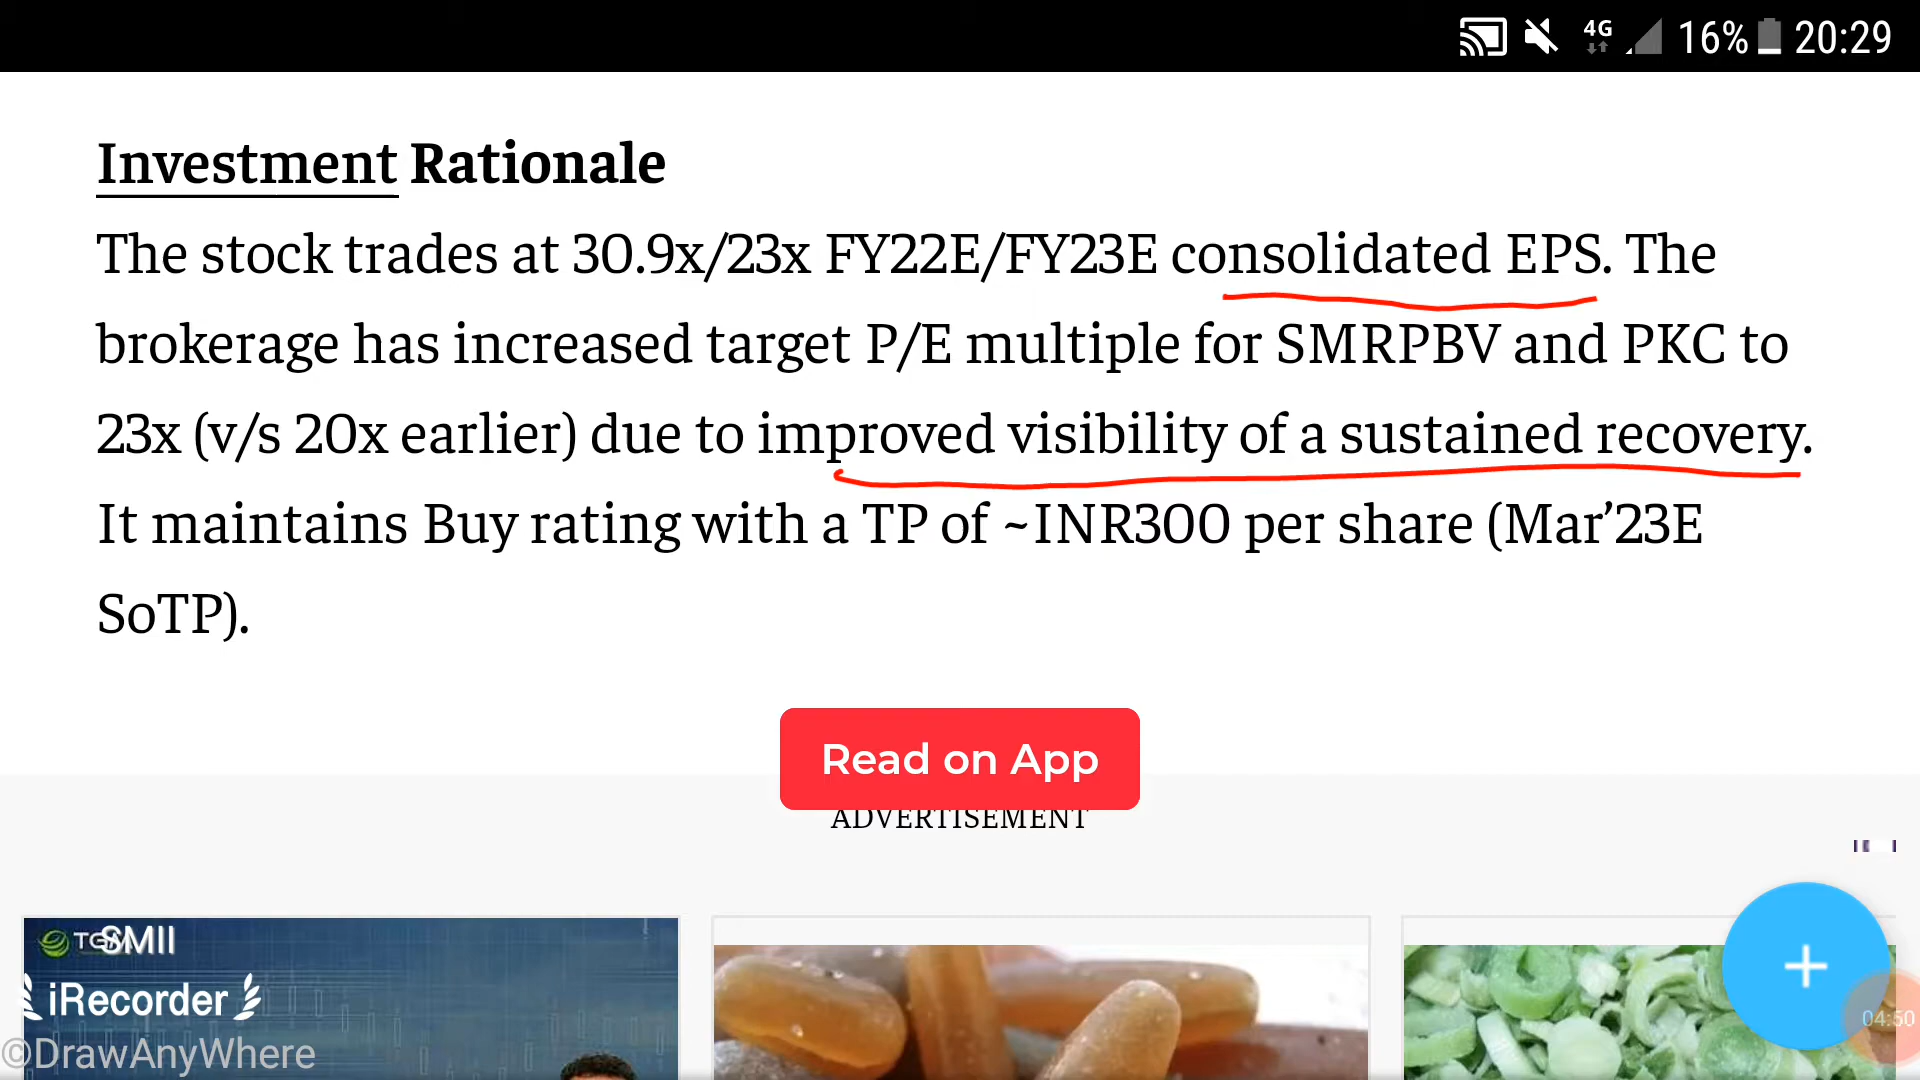 4G 16% 20:29
Investment Rationale
The stock trades at 30.9x/23x FY22E/FY23E consolidated EPS. The
brokerage has increased target P/E multiple for SMRPBV and PKC to
23x (v/s 20x earlier) due to improved visibility of a sustained recovery.
It maintains Buy rating with a TP of ~INR300 per share (Mar’23E
SoTP).
Read on App
ADVERTISEMENT
SMII
iRecorder
04:50
©DrawAnyWhere